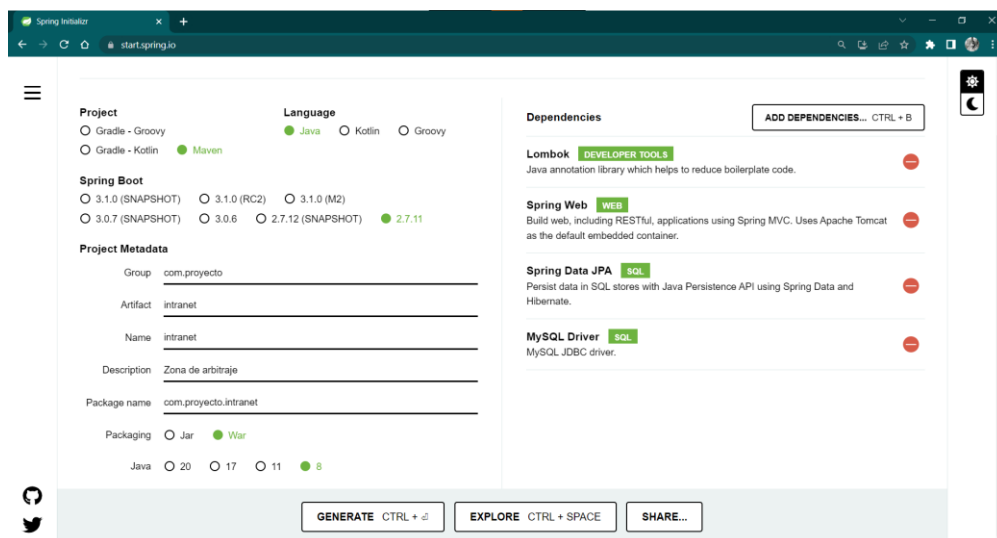 Spring Initializr
start.spring.io
Project
Gradle - Groovy
Gradle - Kotlin Maven
Language
Java Kotlin Groovy
Spring Boot
3.1.0 (SNAPSHOT) 3.1.0 (RC2) 3.1.0 (M2)
3.0.7 (SNAPSHOT) 3.0.6 2.7.12 (SNAPSHOT) 2.7.11
Project Metadata
Group com.proyecto
Artifact intranet
Name intranet
Description Zona de arbitraje
Package name com.proyecto.intranet
Packaging Jar War
Java 20 17 11 8
Dependencies
ADD DEPENDENCIES... CTRL + B
Lombok DEVELOPER TOOLS
Java annotation library which helps to reduce boilerplate code.
Spring Web WEB
Build web, including RESTful, applications using Spring MVC. Uses Apache Tomcat
as the default embedded container.
Spring Data JPA SQL
Persist data in SQL stores with Java Persistence API using Spring Data and
Hibernate.
MySQL Driver SQL
MySQL JDBC driver.
GENERATE CTRL + ⏎
EXPLORE CTRL + SPACE
SHARE...